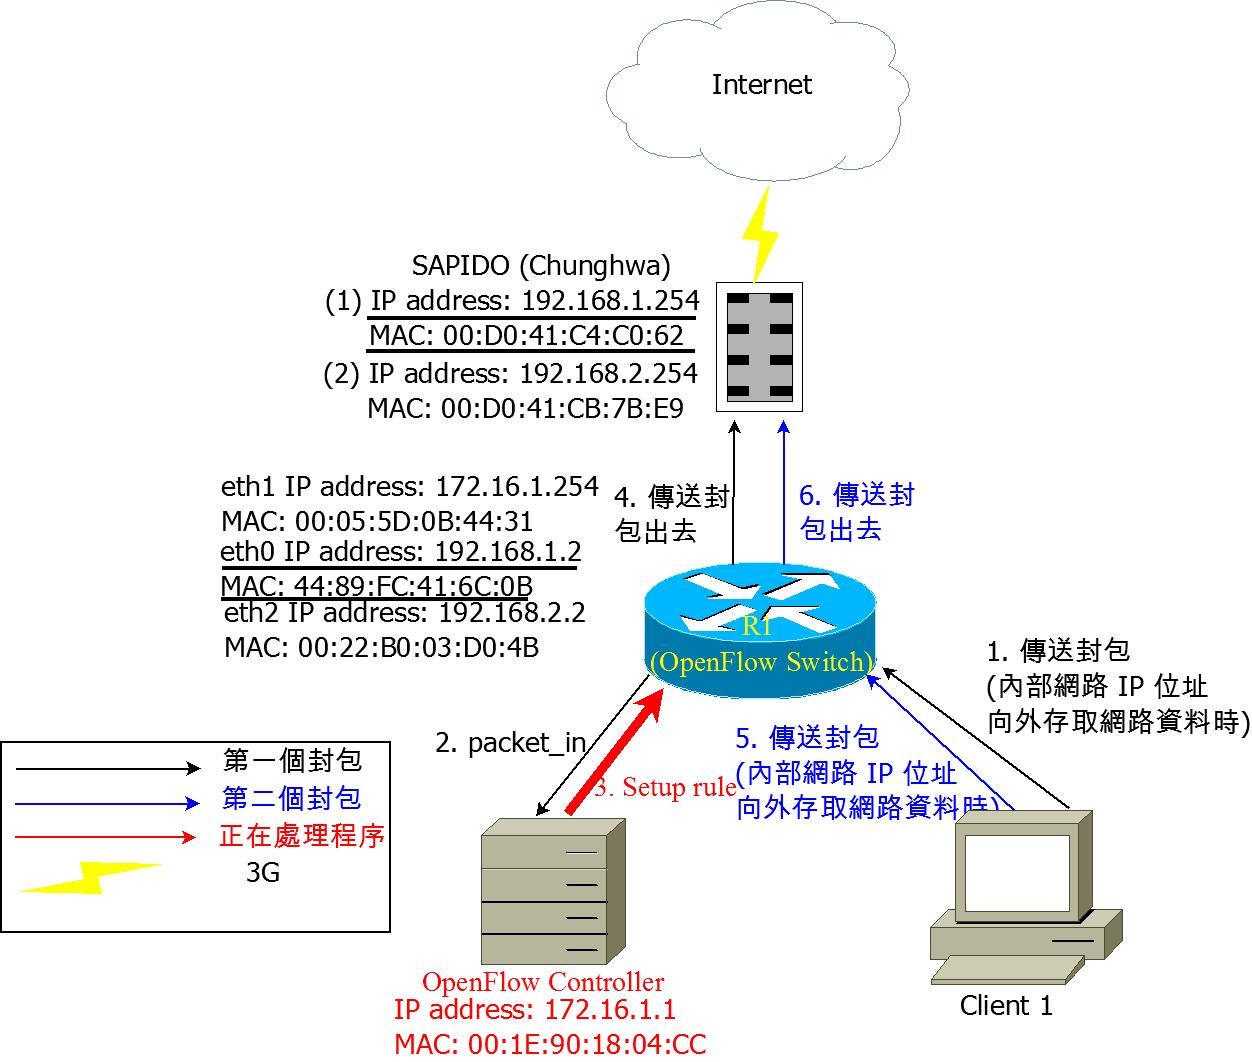 Internet
SAPIDO (Chunghwa)
(1) IP address: 192.168.1.254
MAC: 00:D0:41:C4:C0:62
(2) IP address: 192.168.2.254
MAC: 00:D0:41:CB:7B:E9
eth1 IP address: 172.16.1.254
MAC: 00:05:5D:0B:44:31
eth0 IP address: 192.168.1.2
MAC: 44:89:FC:41:6C:0B
eth2 IP address: 192.168.2.2
MAC: 00:22:B0:03:D0:4B
4. 傳送封
包出去
6. 傳送封
包出去
R1
(OpenFlow Switch)
1. 傳送封包
(內部網路 IP 位址
向外存取網路資料時)
2. packet_in
3. Setup rule
5. 傳送封包
(內部網路 IP 位址
向外存取網路資料時)
第一個封包
第二個封包
正在處理程序
3G
OpenFlow Controller
IP address: 172.16.1.1
MAC: 00:1E:90:18:04:CC
Client 1